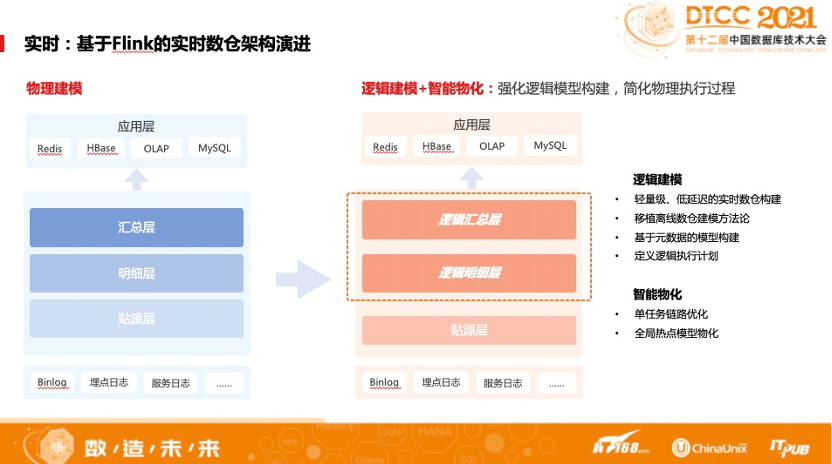 实时：基于Flink的实时数仓架构演进
DTCC 2021
第十二届中国数据库技术大会
DATABASE TECHNOLOGY CONFERENCE CHINA 2021
物理建模
应用层
Redis
HBase
OLAP
MySQL
汇总层
明细层
贴源层
Binlog
埋点日志
服务日志
......
逻辑建模+智能物化：强化逻辑模型构建，简化物理执行过程
应用层
Redis
HBase
OLAP
MySQL
逻辑汇总层
逻辑明细层
贴源层
Binlog
埋点日志
服务日志
...
逻辑建模
• 轻量级、低延迟的实时数仓构建
• 移植离线数仓建模方法论
• 基于元数据的模型构建
• 定义逻辑执行计划
智能物化
• 单任务链路优化
• 全局热点模型物化
数/造/未/来
Hadoop
MPP
OLAP
HANA
Oracle
SQL
IT168.com
ChinaUnix
ITPUB